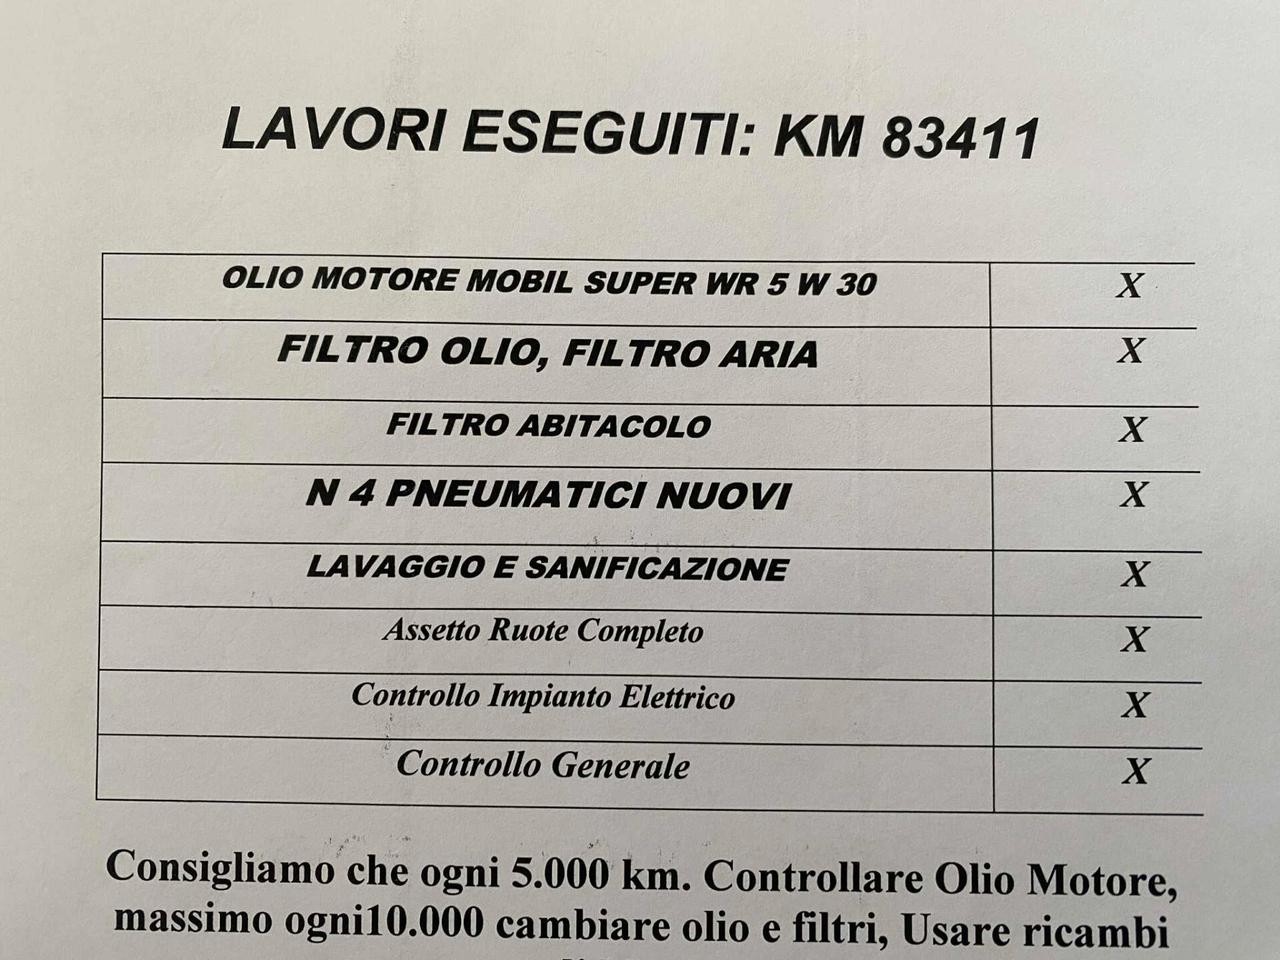 LAVORI ESEGUITI: KM 83411
OLIO MOTORE MOBIL SUPER WR 5 W 30 X
FILTRO OLIO, FILTRO ARIA X
FILTRO ABITACOLO X
N 4 PNEUMATICI NUOVI X
LAVAGGIO E SANIFICAZIONE X
Assetto Ruote Completo X
Controllo Impianto Elettrico X
Controllo Generale X
Consigliamo che ogni 5.000 km. Controllare Olio Motore,
massimo ogni10.000 cambiare olio e filtri, Usare ricambi